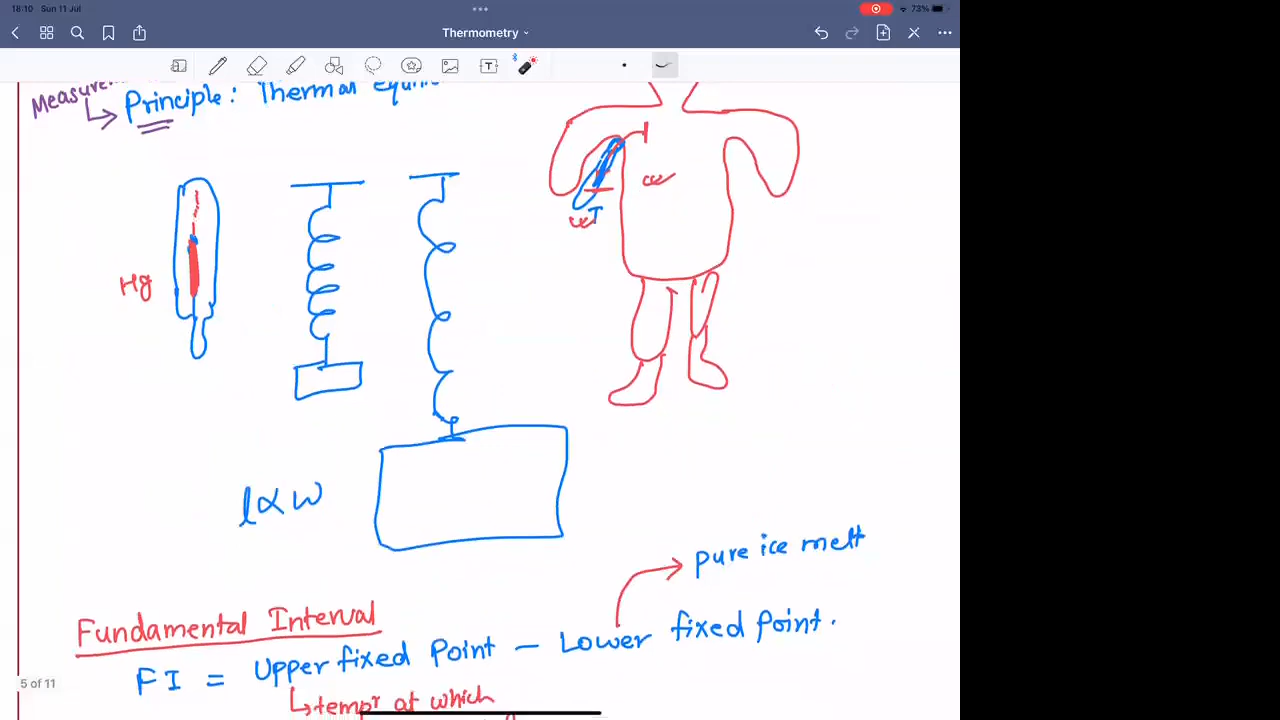 18:10 Sun 11 Jul
73%
Thermometry
Principle: Thermal
Hg
l ∝ w
pure ice melt
Fundamental Interval
FI = Upper fixed Point - Lower fixed Point.
↳ tempr at which
5 of 11